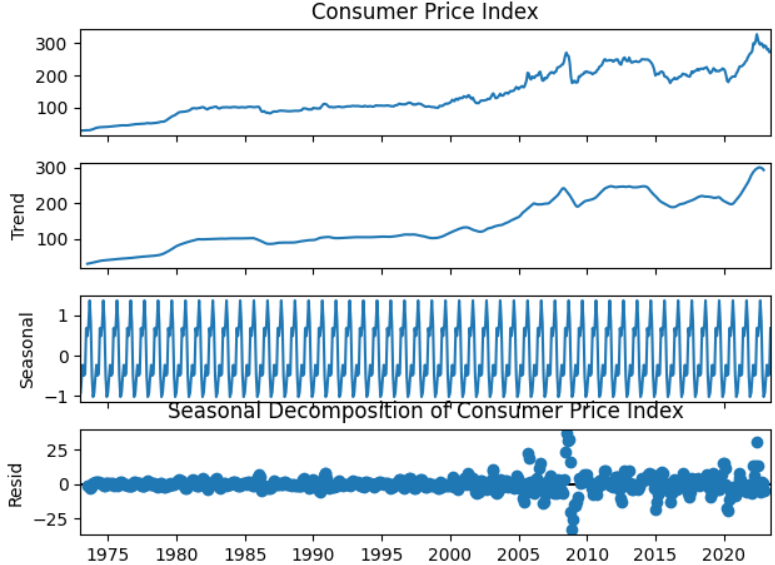 Consumer Price Index
300
200
100
Trend
300
200
100
Seasonal
1
0
−1
Seasonal Decomposition of Consumer Price Index
Resid
25
0
−25
1975 1980 1985 1990 1995 2000 2005 2010 2015 2020